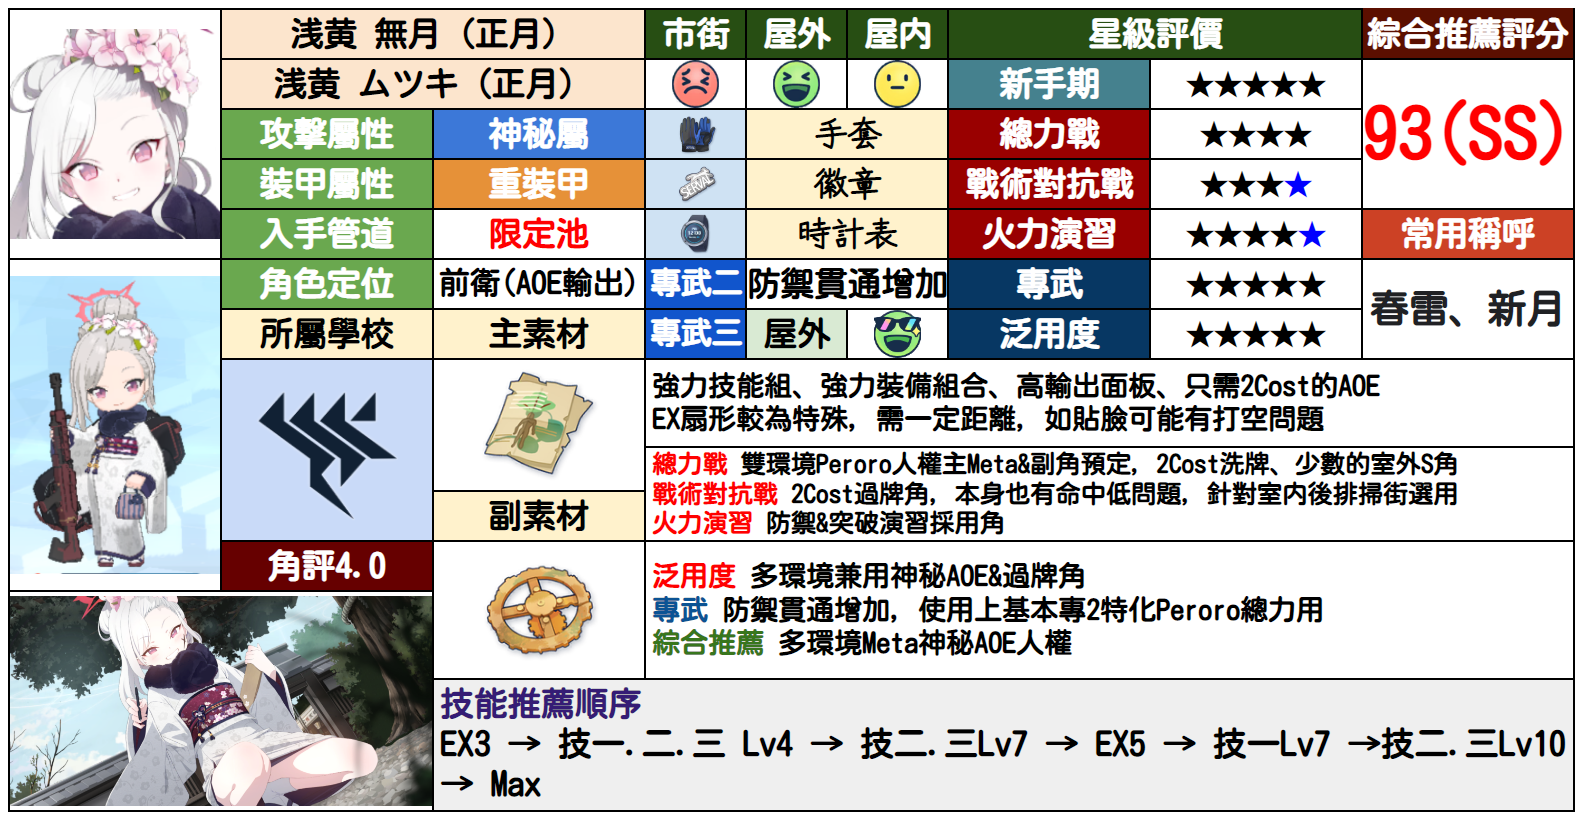 浅黄 無月（正月）
市街
屋外
屋内
星級評價
綜合推薦評分
浅黄 ムツキ（正月）
新手期
★★★★★
93(SS)
攻擊屬性
神秘屬
手套
總力戰
★★★★
裝甲屬性
重裝甲
SERVAL
徽章
戰術對抗戰
★★★★
入手管道
限定池
12:00
時計表
火力演習
★★★★★
常用稱呼
角色定位
前衛(AOE輸出)
專武二
防禦貫通增加
專武
★★★★★
春雷、新月
所屬學校
主素材
專武三
屋外
泛用度
★★★★★
強力技能組、強力裝備組合、高輸出面板、只需2Cost的AOE
EX扇形較為特殊, 需一定距離, 如貼臉可能有打空問題
總力戰 雙環境Peroro人權主Meta&副角預定, 2Cost洗牌、少數的室外S角
戰術對抗戰 2Cost過牌角, 本身也有命中低問題, 針對室内後排掃街選用
火力演習 防禦&突破演習採用角
副素材
角評4.0
泛用度 多環境兼用神秘AOE&過牌角
專武 防禦貫通增加, 使用上基本專2特化Peroro總力用
綜合推薦 多環境Meta神秘AOE人權
技能推薦順序
EX3 → 技一.二.三 Lv4 → 技二.三Lv7 → EX5 → 技一Lv7 →技二.三Lv10
→ Max